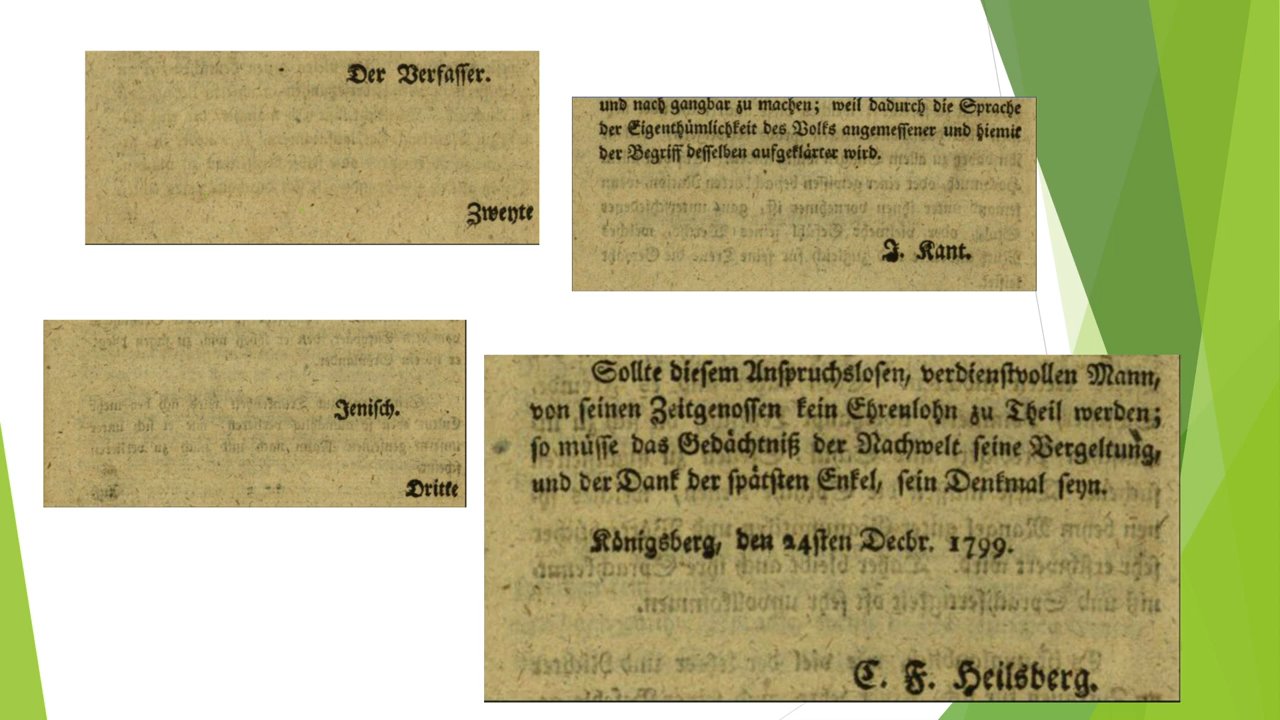 Der Verfasser.
Zweyte
und nach gangbar zu machen; weil dadurch die Sprache
der Eigenthümlichkeit des Volks angemessener und hiemit
der Begriff desselben aufgeklärter wird.
J. Kant.
Jenisch.
Dritte
Sollte diesem Anspruchslosen, verdienstvollen Mann,
von seinen Zeitgenossen kein Ehrenlohn zu Theil werden;
so müsse das Gedächtniß der Nachwelt seine Vergeltung,
und der Dank der spätsten Enkel, sein Denkmal seyn.
Königsberg, den 24sten Decbr. 1799.
C. F. Heilsberg.